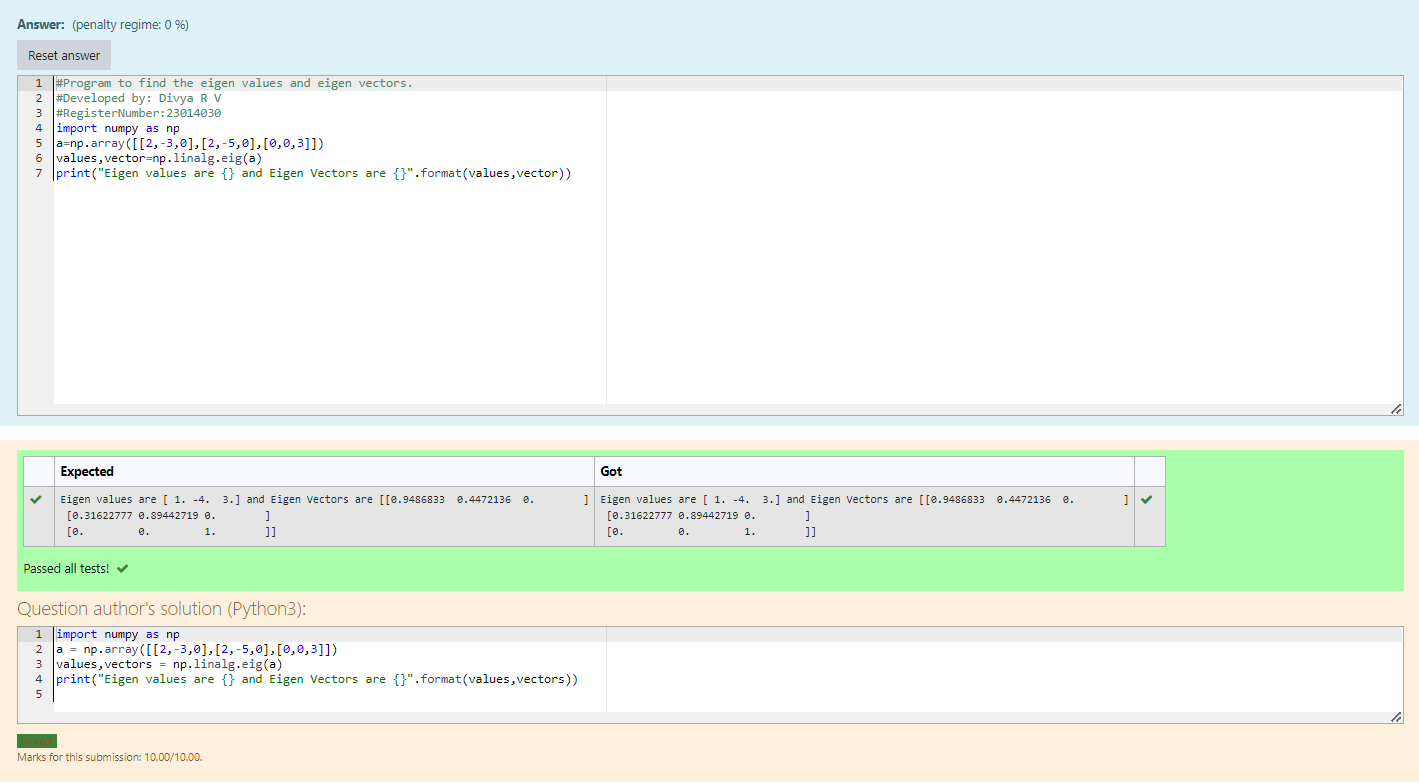 Answer: (penalty regime: 0 %)
Reset answer
1 #Program to find the eigen values and eigen vectors.
2 #Developed by: Divya R V
3 #RegisterNumber:23014030
4 import numpy as np
5 a=np.array([[2,-3,0],[2,-5,0],[0,0,3]])
6 values,vector=np.linalg.eig(a)
7 print("Eigen values are {} and Eigen Vectors are {}".format(values,vector))
Expected Got
Eigen values are [ 1. -4.  3.] and Eigen Vectors are [[0.9486833  0.4472136  0.        ] Eigen values are [ 1. -4.  3.] and Eigen Vectors are [[0.9486833  0.4472136  0.        ]
[0.31622777 0.89442719 0.        ] [0.31622777 0.89442719 0.        ]
[0.         0.         1.        ]] [0.         0.         1.        ]]
Passed all tests!
Question author's solution (Python3):
1 import numpy as np
2 a = np.array([[2,-3,0],[2,-5,0],[0,0,3]])
3 values,vectors = np.linalg.eig(a)
4 print("Eigen values are {} and Eigen Vectors are {}".format(values,vectors))
5
Correct
Marks for this submission: 10.00/10.00.